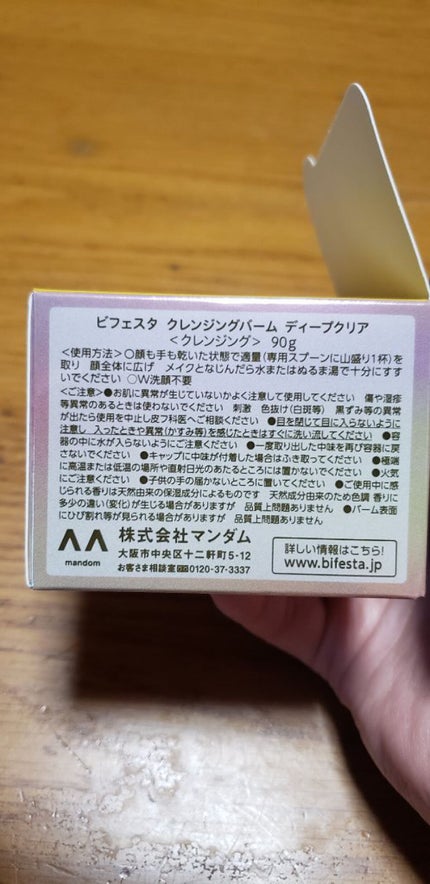 ビフェスタ クレンジングバーム ディープクリア
<クレンジング> 90g
<使用方法>○顔も手も乾いた状態で適量(専用スプーンに山盛り1杯)を
取り 顔全体に広げ メイクとなじんだら水またはぬるま湯で十分にすす
いでください ○W洗顔不要
<ご注意>●お肌に異常が生じていないかよく注意して使用してください 傷や湿疹
等異常のあるときは使わないでください 刺激 色抜け(白斑等) 黒ずみ等の異常
が出たら使用を中止し皮フ科医へご相談ください ●目を閉じて目に入らないように
注意し 入ったときや異常(かすみ等)を感じたときはすぐに洗い流してください ●容
器の中に水が入らないようにご注意ください ●一度取り出した中味を再び容器に戻
さないでください ●キャップに中味が付着した場合はふき取ってください ●極端
に高温または低温の場所や直射日光のあたるところには置かないでください ●火気
にご注意ください ●子供の手の届かないところに置いてください ●ご使用中に感
じられる香りは天然由来の保湿成分によるものです 天然成分由来のため色調 香りに
多少の違い(変化)が生じる場合がありますが 品質上問題ありません ●バーム表面
にひび割れ等が見られる場合がありますが 品質上問題ありません
mandom
株式会社マンダム
大阪市中央区十二軒町5-12
お客さま相談室 0120-37-3337
詳しい情報はこちら!
www.bifesta.jp